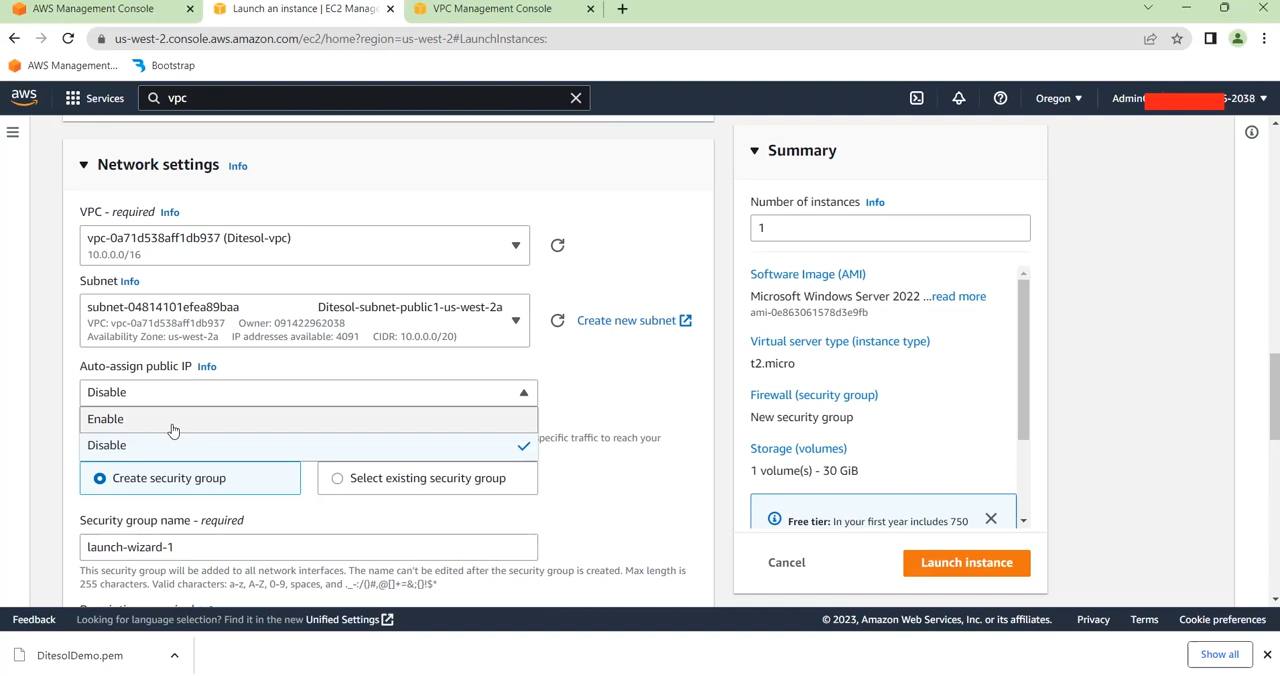 AWS Management Console
Launch an instance | EC2 Manag
VPC Management Console
us-west-2.console.aws.amazon.com/ec2/home?region=us-west-2#LaunchInstances:
AWS Management...
Bootstrap
aws
Services
vpc
Oregon
Admin
-2038
Network settings Info
VPC - required Info
vpc-0a71d538aff1db937 (Ditesol-vpc)
10.0.0.0/16
Subnet Info
subnet-04814101efea89baa Ditesol-subnet-public1-us-west-2a
VPC: vpc-0a71d538aff1db937 Owner: 091422962038
Availability Zone: us-west-2a IP addresses available: 4091 CIDR: 10.0.0.0/20)
Create new subnet
Auto-assign public IP Info
Disable
Enable
Disable
pecific traffic to reach your
Create security group
Select existing security group
Security group name - required
launch-wizard-1
This security group will be added to all network interfaces. The name can't be edited after the security group is created. Max length is
255 characters. Valid characters: a-z, A-Z, 0-9, spaces, and ._-:/()#,@[]+=&;{}!$*
Summary
Number of instances Info
1
Software Image (AMI)
Microsoft Windows Server 2022 ...read more
ami-0e863061578d3e9fb
Virtual server type (instance type)
t2.micro
Firewall (security group)
New security group
Storage (volumes)
1 volume(s) - 30 GiB
Free tier: In your first year includes 750
Cancel
Launch instance
Feedback
Looking for language selection? Find it in the new Unified Settings
© 2023, Amazon Web Services, Inc. or its affiliates.
Privacy
Terms
Cookie preferences
DitesolDemo.pem
Show all